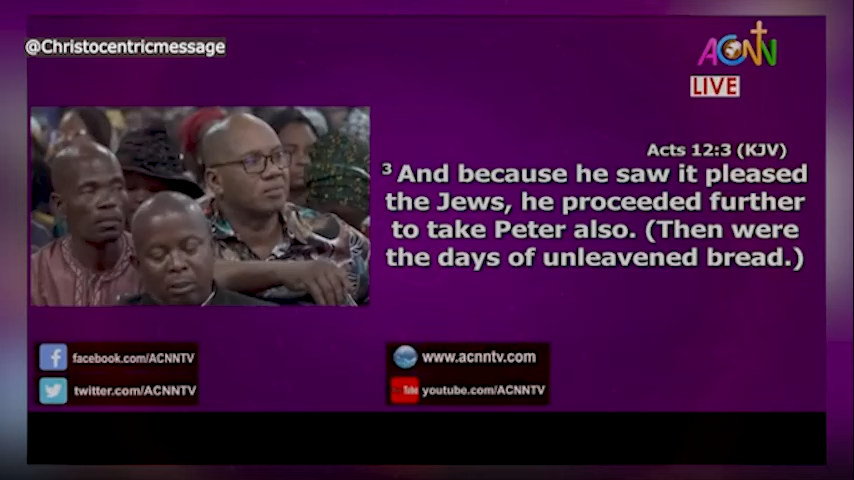 @Christocentricmessage
ACNN
LIVE
Acts 12:3 (KJV)
3 And because he saw it pleased
the Jews, he proceeded further
to take Peter also. (Then were
the days of unleavened bread.)
facebook.com/ACNNTV
www.acnntv.com
twitter.com/ACNNTV
Tube youtube.com/ACNNTV